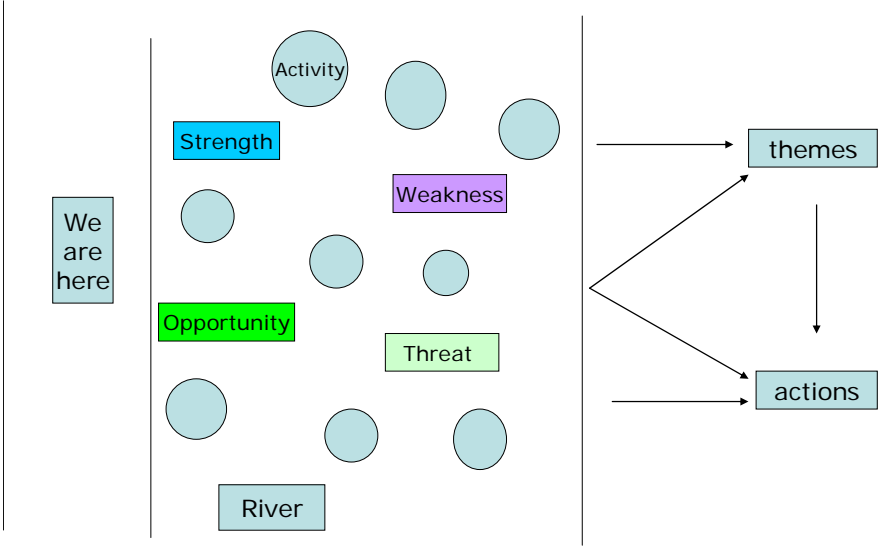 Activity
Strength
themes
Weakness
We
are
here
Opportunity
Threat
actions
River